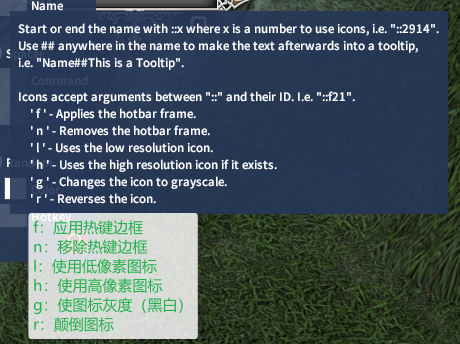 Name
Start or end the name with ::x where x is a number to use icons, i.e. "::2914".
Use ## anywhere in the name to make the text afterwards into a tooltip,
i.e. "Name##This is a Tooltip".
Command
Icons accept arguments between "::" and their ID. I.e. "::f21".
' f ' - Applies the hotbar frame.
' n ' - Removes the hotbar frame.
' l ' - Uses the low resolution icon.
' h ' - Uses the high resolution icon if it exists.
' g ' - Changes the icon to grayscale.
' r ' - Reverses the icon.
Hotkey
f：应用热键边框
n：移除热键边框
l：使用低像素图标
h：使用高像素图标
g：使图标灰度（黑白）
r：颠倒图标